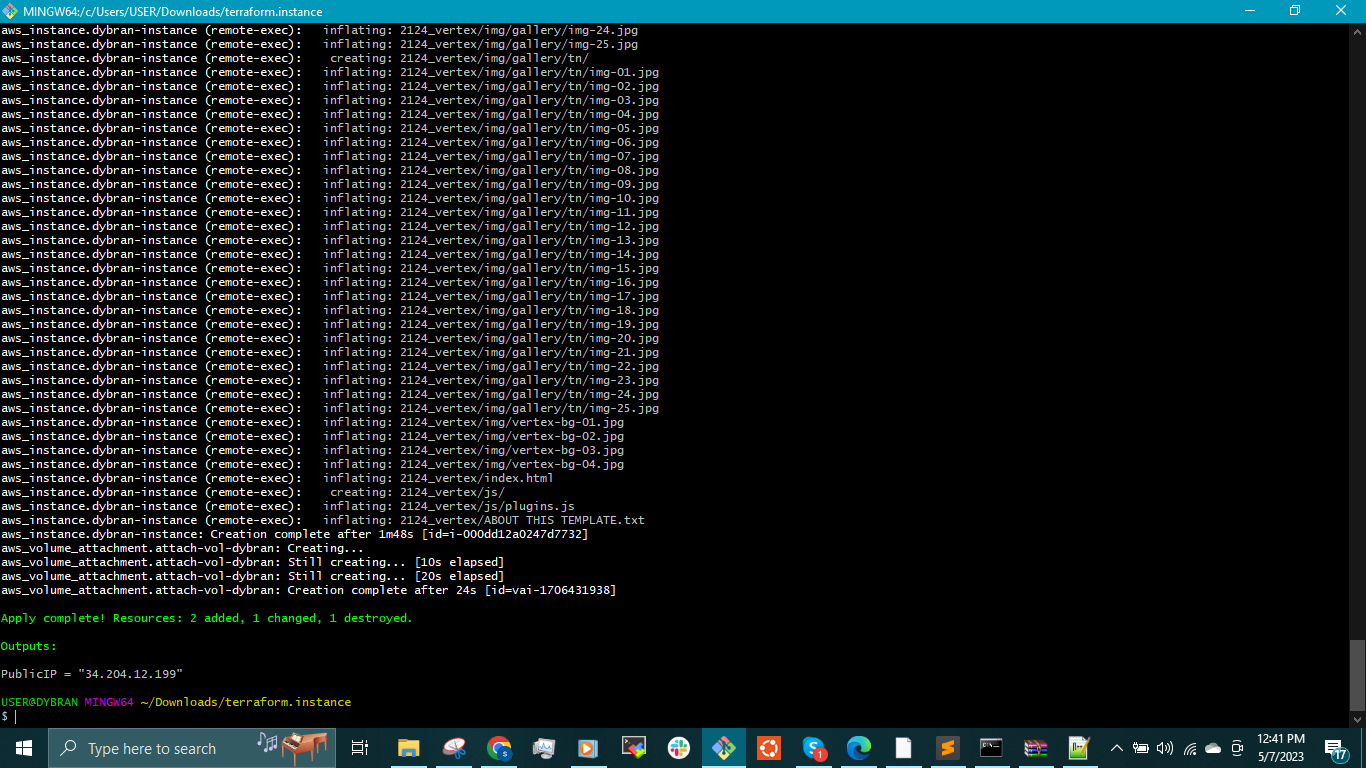 MINGW64:/c/Users/USER/Downloads/terraform.instance
aws_instance.dybran-instance (remote-exec):   inflating: 2124_vertex/img/gallery/img-24.jpg
aws_instance.dybran-instance (remote-exec):   inflating: 2124_vertex/img/gallery/img-25.jpg
aws_instance.dybran-instance (remote-exec):    creating: 2124_vertex/img/gallery/tn/
aws_instance.dybran-instance (remote-exec):   inflating: 2124_vertex/img/gallery/tn/img-01.jpg
aws_instance.dybran-instance (remote-exec):   inflating: 2124_vertex/img/gallery/tn/img-02.jpg
aws_instance.dybran-instance (remote-exec):   inflating: 2124_vertex/img/gallery/tn/img-03.jpg
aws_instance.dybran-instance (remote-exec):   inflating: 2124_vertex/img/gallery/tn/img-04.jpg
aws_instance.dybran-instance (remote-exec):   inflating: 2124_vertex/img/gallery/tn/img-05.jpg
aws_instance.dybran-instance (remote-exec):   inflating: 2124_vertex/img/gallery/tn/img-06.jpg
aws_instance.dybran-instance (remote-exec):   inflating: 2124_vertex/img/gallery/tn/img-07.jpg
aws_instance.dybran-instance (remote-exec):   inflating: 2124_vertex/img/gallery/tn/img-08.jpg
aws_instance.dybran-instance (remote-exec):   inflating: 2124_vertex/img/gallery/tn/img-09.jpg
aws_instance.dybran-instance (remote-exec):   inflating: 2124_vertex/img/gallery/tn/img-10.jpg
aws_instance.dybran-instance (remote-exec):   inflating: 2124_vertex/img/gallery/tn/img-11.jpg
aws_instance.dybran-instance (remote-exec):   inflating: 2124_vertex/img/gallery/tn/img-12.jpg
aws_instance.dybran-instance (remote-exec):   inflating: 2124_vertex/img/gallery/tn/img-13.jpg
aws_instance.dybran-instance (remote-exec):   inflating: 2124_vertex/img/gallery/tn/img-14.jpg
aws_instance.dybran-instance (remote-exec):   inflating: 2124_vertex/img/gallery/tn/img-15.jpg
aws_instance.dybran-instance (remote-exec):   inflating: 2124_vertex/img/gallery/tn/img-16.jpg
aws_instance.dybran-instance (remote-exec):   inflating: 2124_vertex/img/gallery/tn/img-17.jpg
aws_instance.dybran-instance (remote-exec):   inflating: 2124_vertex/img/gallery/tn/img-18.jpg
aws_instance.dybran-instance (remote-exec):   inflating: 2124_vertex/img/gallery/tn/img-19.jpg
aws_instance.dybran-instance (remote-exec):   inflating: 2124_vertex/img/gallery/tn/img-20.jpg
aws_instance.dybran-instance (remote-exec):   inflating: 2124_vertex/img/gallery/tn/img-21.jpg
aws_instance.dybran-instance (remote-exec):   inflating: 2124_vertex/img/gallery/tn/img-22.jpg
aws_instance.dybran-instance (remote-exec):   inflating: 2124_vertex/img/gallery/tn/img-23.jpg
aws_instance.dybran-instance (remote-exec):   inflating: 2124_vertex/img/gallery/tn/img-24.jpg
aws_instance.dybran-instance (remote-exec):   inflating: 2124_vertex/img/gallery/tn/img-25.jpg
aws_instance.dybran-instance (remote-exec):   inflating: 2124_vertex/img/vertex-bg-01.jpg
aws_instance.dybran-instance (remote-exec):   inflating: 2124_vertex/img/vertex-bg-02.jpg
aws_instance.dybran-instance (remote-exec):   inflating: 2124_vertex/img/vertex-bg-03.jpg
aws_instance.dybran-instance (remote-exec):   inflating: 2124_vertex/img/vertex-bg-04.jpg
aws_instance.dybran-instance (remote-exec):   inflating: 2124_vertex/index.html
aws_instance.dybran-instance (remote-exec):    creating: 2124_vertex/js/
aws_instance.dybran-instance (remote-exec):   inflating: 2124_vertex/js/plugins.js
aws_instance.dybran-instance (remote-exec):   inflating: 2124_vertex/ABOUT THIS TEMPLATE.txt
aws_instance.dybran-instance: Creation complete after 1m48s [id=i-000dd12a0247d7732]
aws_volume_attachment.attach-vol-dybran: Creating...
aws_volume_attachment.attach-vol-dybran: Still creating... [10s elapsed]
aws_volume_attachment.attach-vol-dybran: Still creating... [20s elapsed]
aws_volume_attachment.attach-vol-dybran: Creation complete after 24s [id=vai-1706431938]
Apply complete! Resources: 2 added, 1 changed, 1 destroyed.
Outputs:
PublicIP = "34.204.12.199"
USER@DYBRAN MINGW64 ~/Downloads/terraform.instance
$
Type here to search
12:41 PM
5/7/2023
1
17